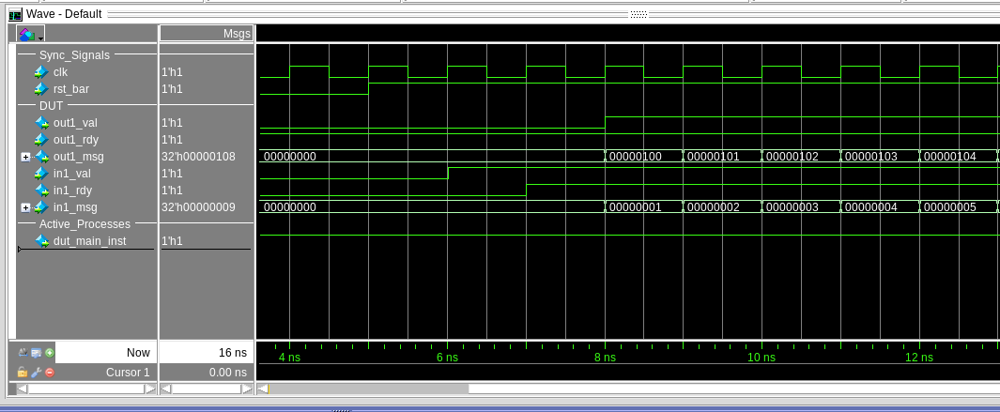 Wave - Default
Msgs
Sync_Signals
clk 1'h1
rst_bar 1'h1
DUT
out1_val 1'h1
out1_rdy 1'h1
out1_msg 32'h00000108 00000000 00000100 00000101 00000102 00000103 00000104
in1_val 1'h1
in1_rdy 1'h1
in1_msg 32'h00000009 00000000 00000001 00000002 00000003 00000004 00000005
Active_Processes
dut_main_inst 1'h1
Now 16 ns 4 ns 6 ns 8 ns 10 ns 12 ns
Cursor 1 0.00 ns